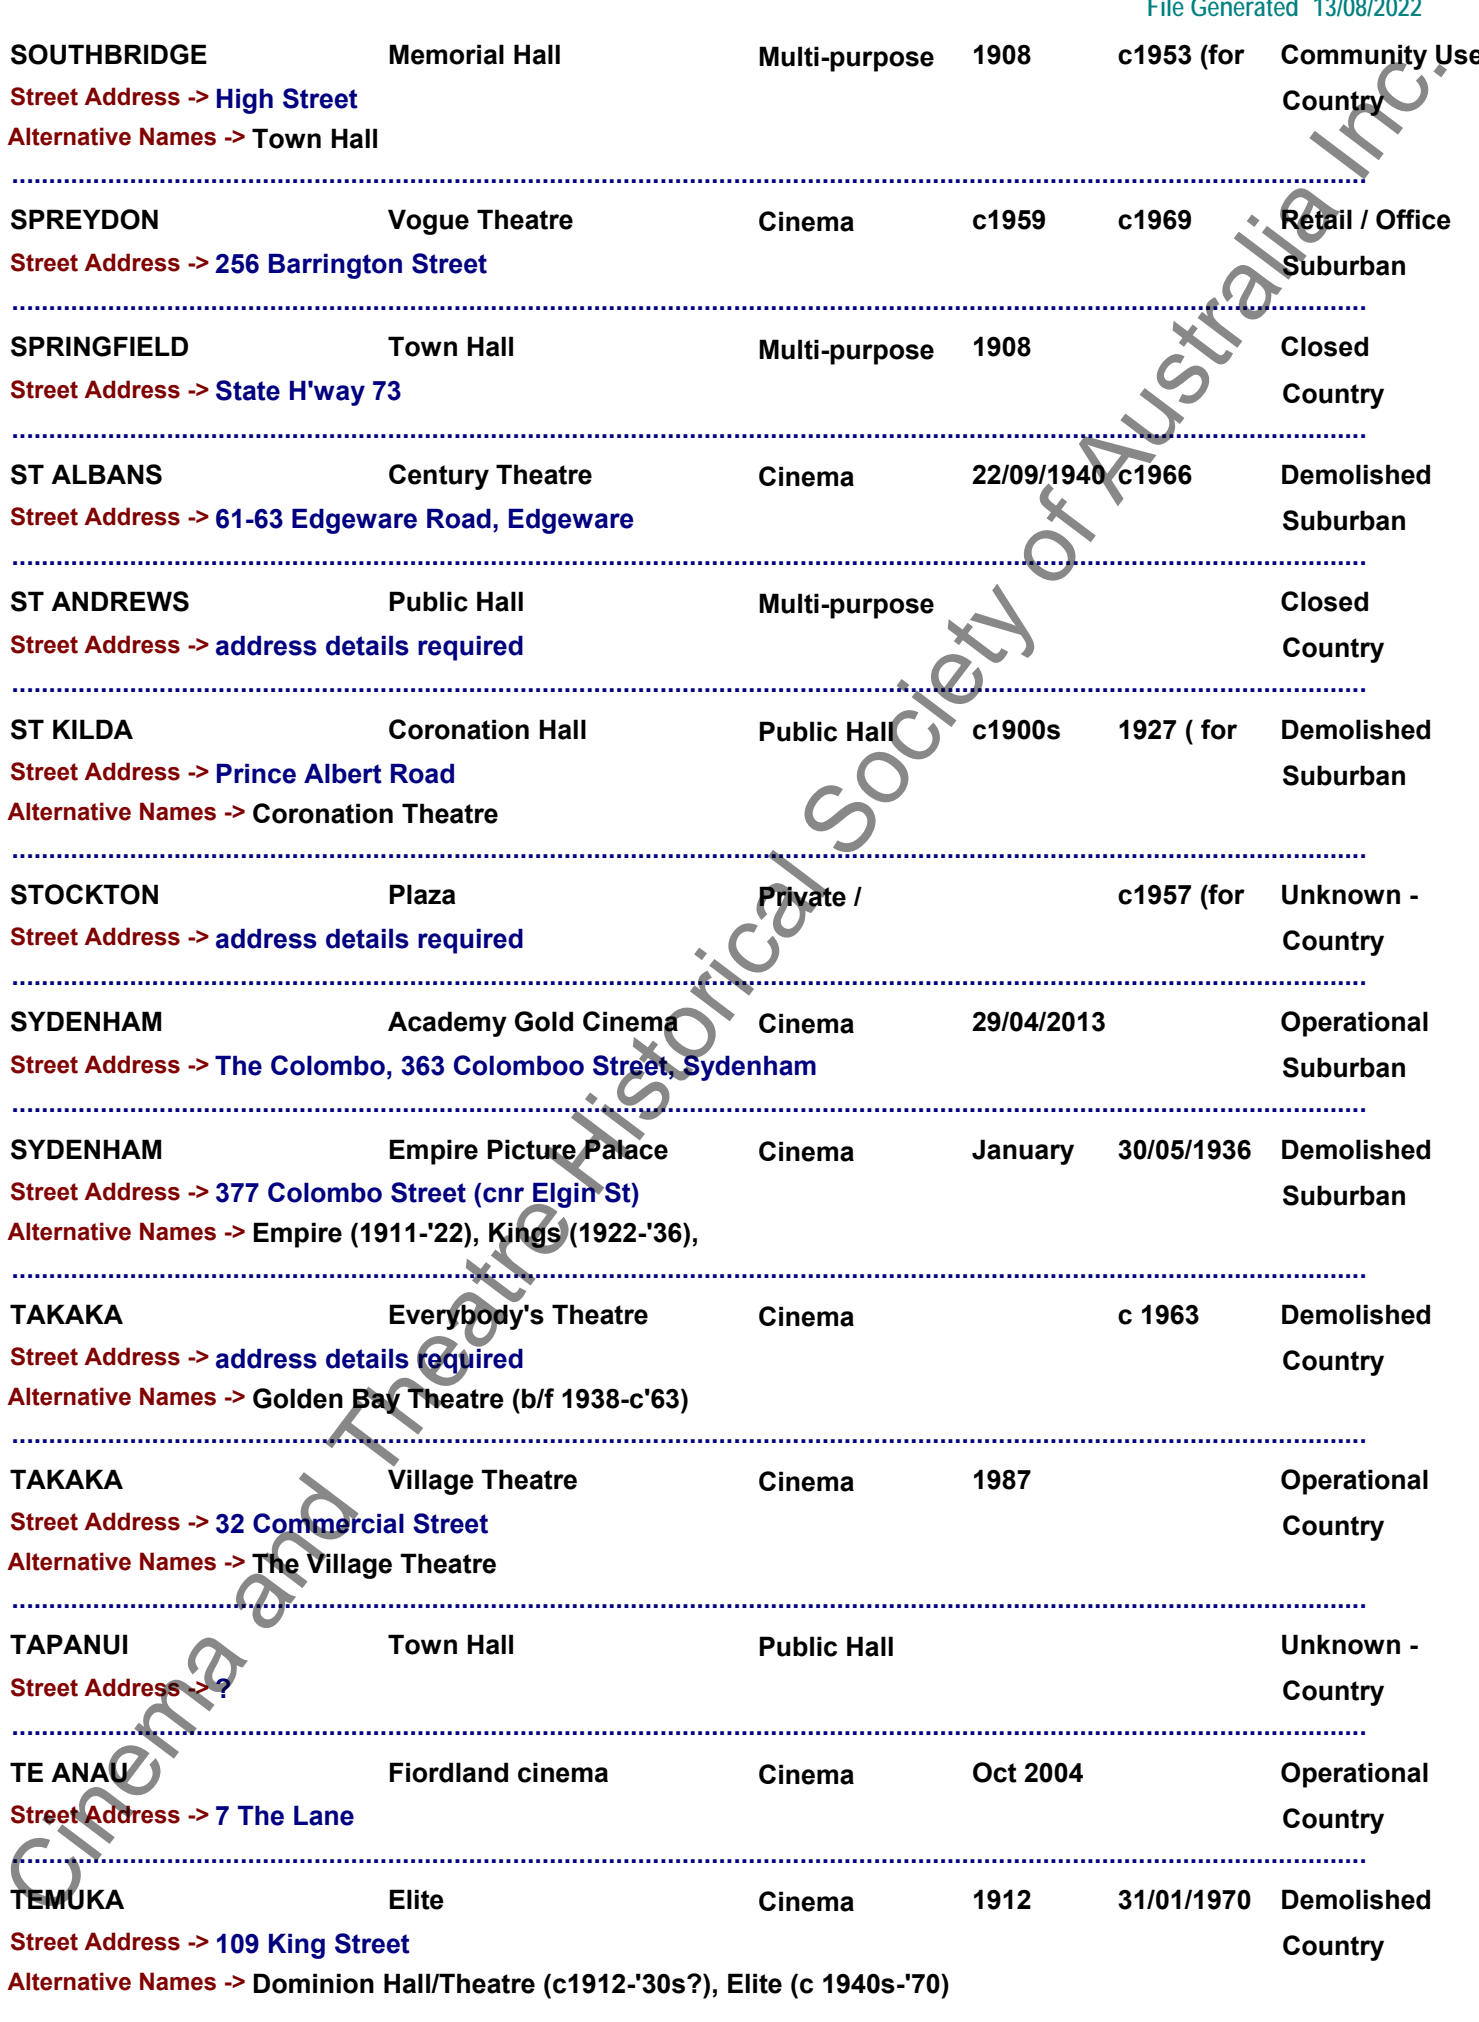 File Generated 13/08/2022
SOUTHBRIDGE Memorial Hall Multi-purpose 1908 c1953 (for Community Use
Street Address -> High Street Country
Alternative Names -> Town Hall
SPREYDON Vogue Theatre Cinema c1959 c1969 Retail / Office
Street Address -> 256 Barrington Street Suburban
SPRINGFIELD Town Hall Multi-purpose 1908 Closed
Street Address -> State H'way 73 Country
ST ALBANS Century Theatre Cinema 22/09/1940 c1966 Demolished
Street Address -> 61-63 Edgeware Road, Edgeware Suburban
ST ANDREWS Public Hall Multi-purpose Closed
Street Address -> address details required Country
ST KILDA Coronation Hall Public Hall c1900s 1927 ( for Demolished
Street Address -> Prince Albert Road Suburban
Alternative Names -> Coronation Theatre
STOCKTON Plaza Private / c1957 (for Unknown -
Street Address -> address details required Country
SYDENHAM Academy Gold Cinema Cinema 29/04/2013 Operational
Street Address -> The Colombo, 363 Colomboo Street, Sydenham Suburban
SYDENHAM Empire Picture Palace Cinema January 30/05/1936 Demolished
Street Address -> 377 Colombo Street (cnr Elgin St) Suburban
Alternative Names -> Empire (1911-'22), Kings (1922-'36),
TAKAKA Everybody's Theatre Cinema c 1963 Demolished
Street Address -> address details required Country
Alternative Names -> Golden Bay Theatre (b/f 1938-c'63)
TAKAKA Village Theatre Cinema 1987 Operational
Street Address -> 32 Commercial Street Country
Alternative Names -> The Village Theatre
TAPANUI Town Hall Public Hall Unknown -
Street Address -> ? Country
TE ANAU Fiordland cinema Cinema Oct 2004 Operational
Street Address -> 7 The Lane Country
TEMUKA Elite Cinema 1912 31/01/1970 Demolished
Street Address -> 109 King Street Country
Alternative Names -> Dominion Hall/Theatre (c1912-'30s?), Elite (c 1940s-'70)
Cinema and Theatre Historical Society of Australia Inc.